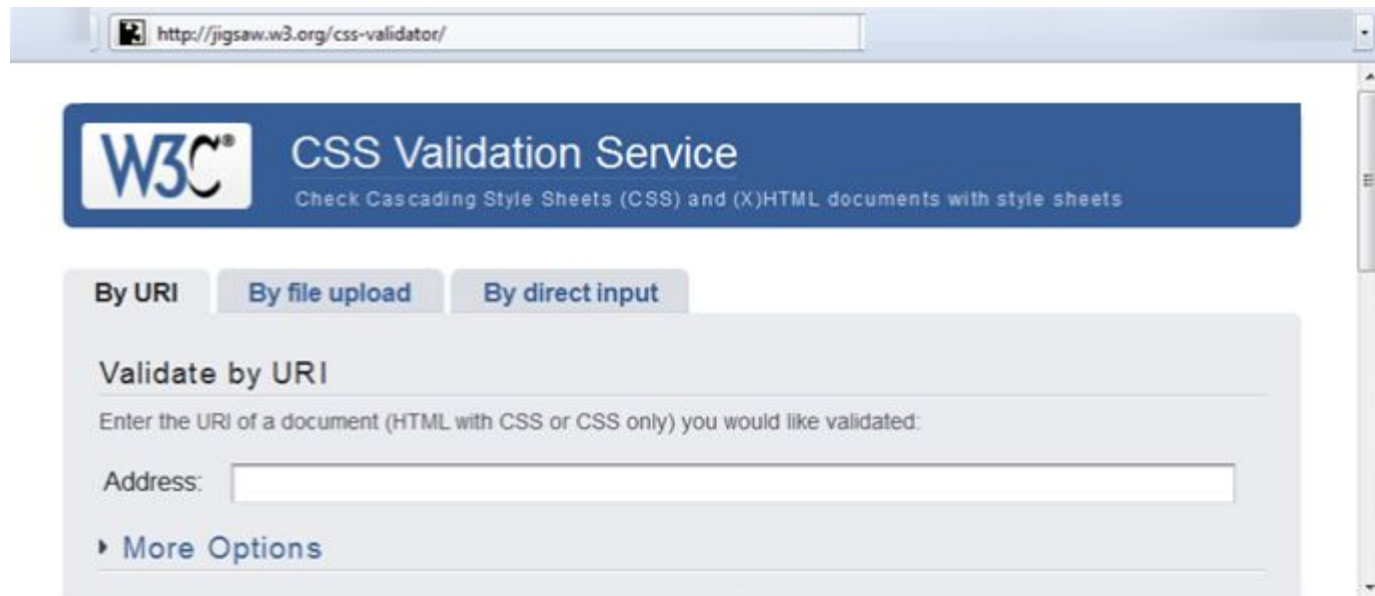 http://jigsaw.w3.org/css-validator/
W3C®
CSS Validation Service
Check Cascading Style Sheets (CSS) and (X)HTML documents with style sheets
By URI By file upload By direct input
Validate by URI
Enter the URI of a document (HTML with CSS or CSS only) you would like validated:
Address:
More Options